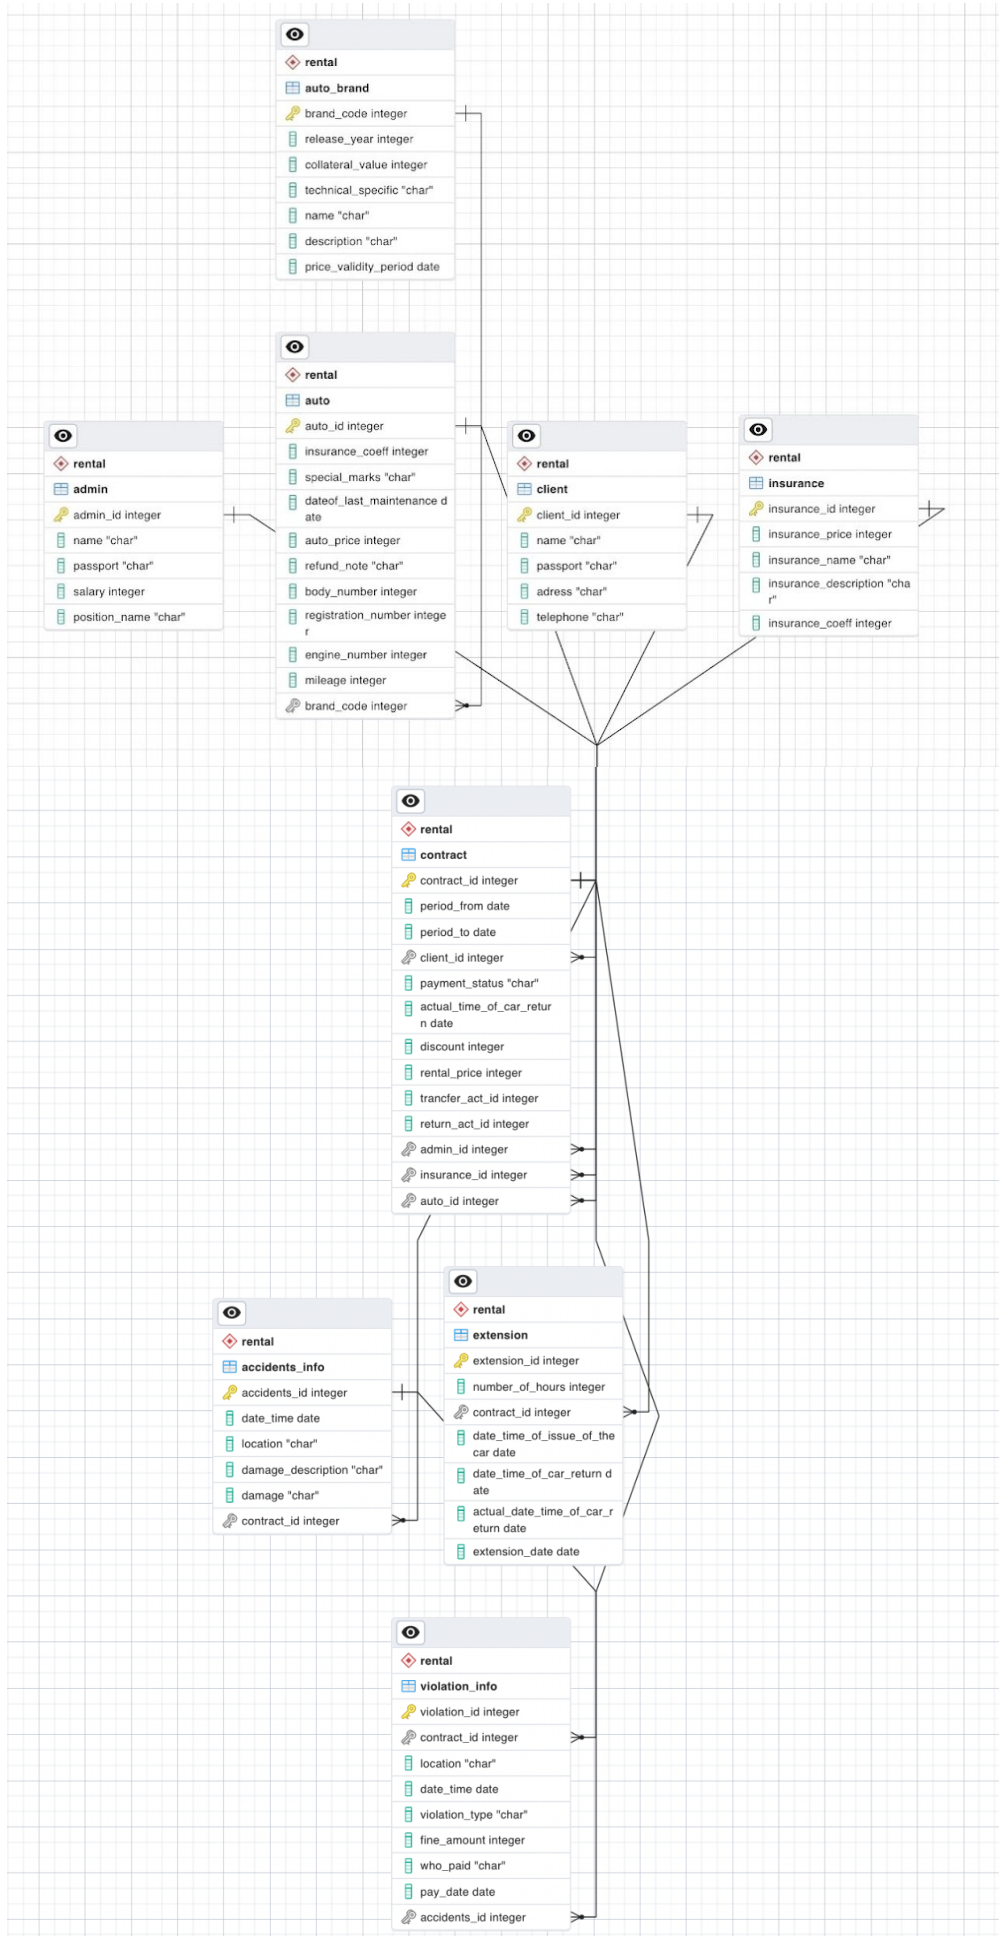 rental
auto_brand
brand_code integer
release_year integer
collateral_value integer
technical_specific "char"
name "char"
description "char"
price_validity_period date
rental
auto
auto_id integer
insurance_coeff integer
special_marks "char"
dateof_last_maintenance d
ate
auto_price integer
refund_note "char"
body_number integer
registration_number intege
r
engine_number integer
mileage integer
brand_code integer
rental
admin
admin_id integer
name "char"
passport "char"
salary integer
position_name "char"
rental
client
client_id integer
name "char"
passport "char"
adress "char"
telephone "char"
rental
insurance
insurance_id integer
insurance_price integer
insurance_name "char"
insurance_description "cha
r"
insurance_coeff integer
rental
contract
contract_id integer
period_from date
period_to date
client_id integer
payment_status "char"
actual_time_of_car_retur
n date
discount integer
rental_price integer
transfer_act_id integer
return_act_id integer
admin_id integer
insurance_id integer
auto_id integer
rental
accidents_info
accidents_id integer
date_time date
location "char"
damage_description "char"
damage "char"
contract_id integer
rental
extension
extension_id integer
number_of_hours integer
contract_id integer
date_time_of_issue_of_the
car date
date_time_of_car_return d
ate
actual_date_time_of_car_r
eturn date
extension_date date
rental
violation_info
violation_id integer
contract_id integer
location "char"
date_time date
violation_type "char"
fine_amount integer
who_paid "char"
pay_date date
accidents_id integer